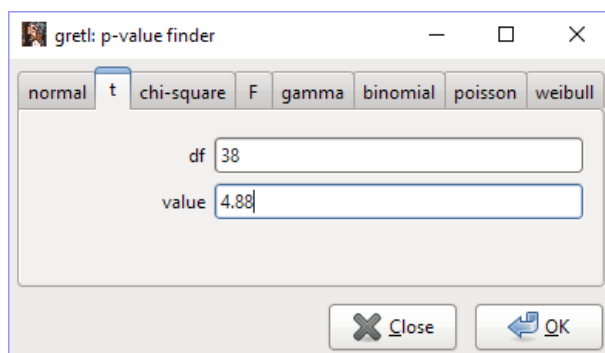 gretl: p-value finder
normal t chi-square F gamma binomial poisson weibull
df 38
value 4.88
Close OK